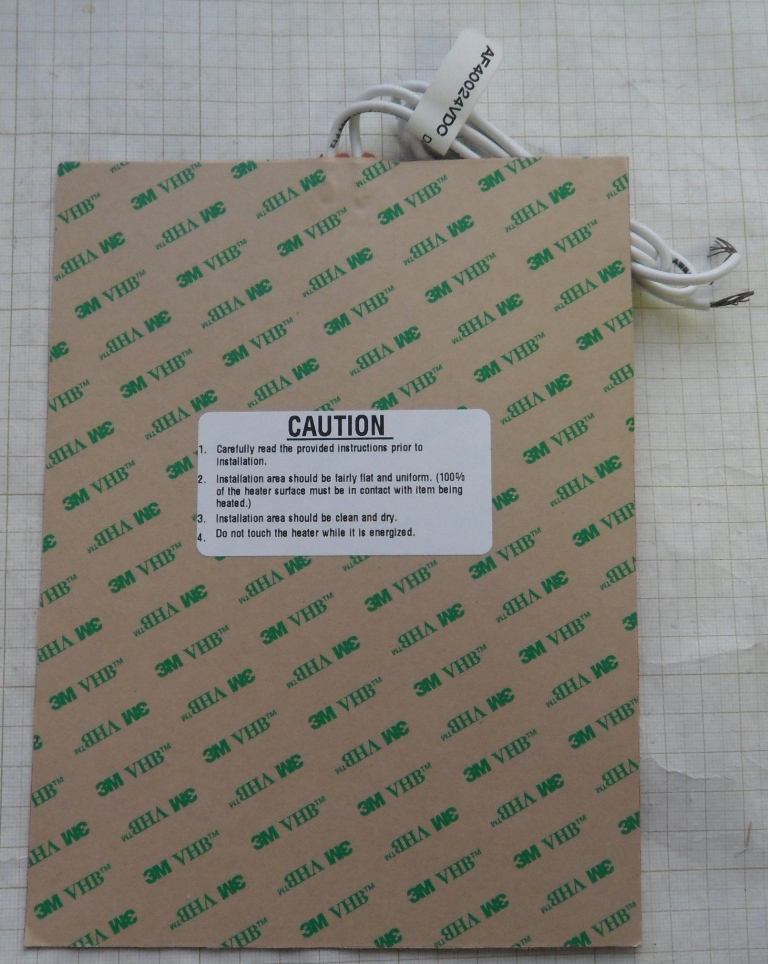 AF40024VDC
3M VHB™
CAUTION
1. Carefully read the provided instructions prior to
installation.
2. Installation area should be fairly flat and uniform. (100%
of the heater surface must be in contact with item being
heated.)
3. Installation area should be clean and dry.
4. Do not touch the heater while it is energized.